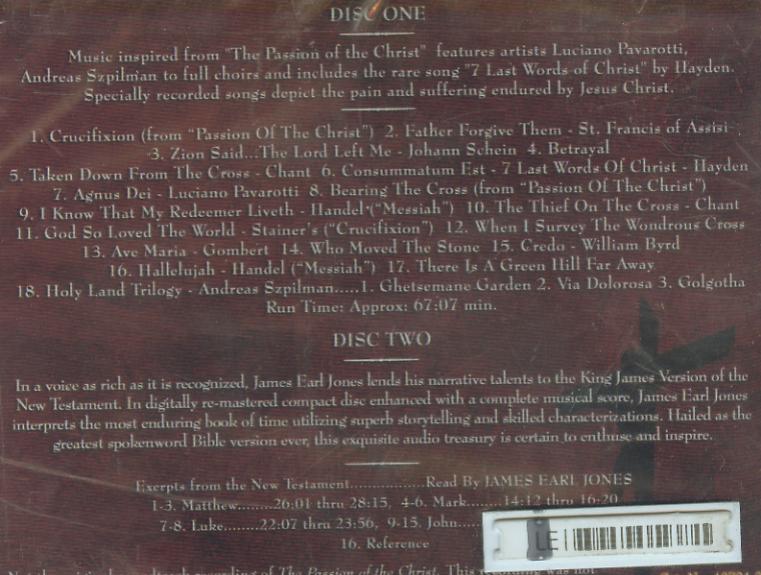 DISC ONE
Music inspired from "The Passion of the Christ" features artists Luciano Pavarotti,
Andreas Szpilman to full choirs and includes the rare song "7 Last Words of Christ" by Hayden.
Specially recorded songs depict the pain and suffering endured by Jesus Christ.
1. Crucifixion (from "Passion Of The Christ") 2. Father Forgive Them - St. Francis of Assisi
3. Zion Said...The Lord Left Me - Johann Schein 4. Betrayal
5. Taken Down From The Cross - Chant 6. Consummatum Est - 7 Last Words Of Christ - Hayden
7. Agnus Dei - Luciano Pavarotti 8. Bearing The Cross (from "Passion Of The Christ")
9. I Know That My Redeemer Liveth - Handel ("Messiah") 10. The Thief On The Cross - Chant
11. God So Loved The World - Stainer's ("Crucifixion") 12. When I Survey The Wondrous Cross
13. Ave Maria - Gombert 14. Who Moved The Stone 15. Credo - William Byrd
16. Hallelujah - Handel ("Messiah") 17. There Is A Green Hill Far Away
18. Holy Land Trilogy - Andreas Szpilman.....1. Ghetsemane Garden 2. Via Dolorosa 3. Golgotha
Run Time: Approx: 67:07 min.
DISC TWO
In a voice as rich as it is recognized, James Earl Jones lends his narrative talents to the King James Version of the
New Testament. In digitally re-mastered compact disc enhanced with a complete musical score, James Earl Jones
interprets the most enduring book of time utilizing superb storytelling and skilled characterizations. Hailed as the
greatest spokenword Bible version ever, this exquisite audio treasury is certain to enthuse and inspire.
Exerpts from the New Testament.................Read By JAMES EARL JONES
1-3. Matthew........26:01 thru 28:15, 4-6. Mark........14:12 thru 16:20
7-8. Luke........22:07 thru 23:56, 9-15. John.....
16. Reference
LE
recording of The Passion of the Christ. This recording was not